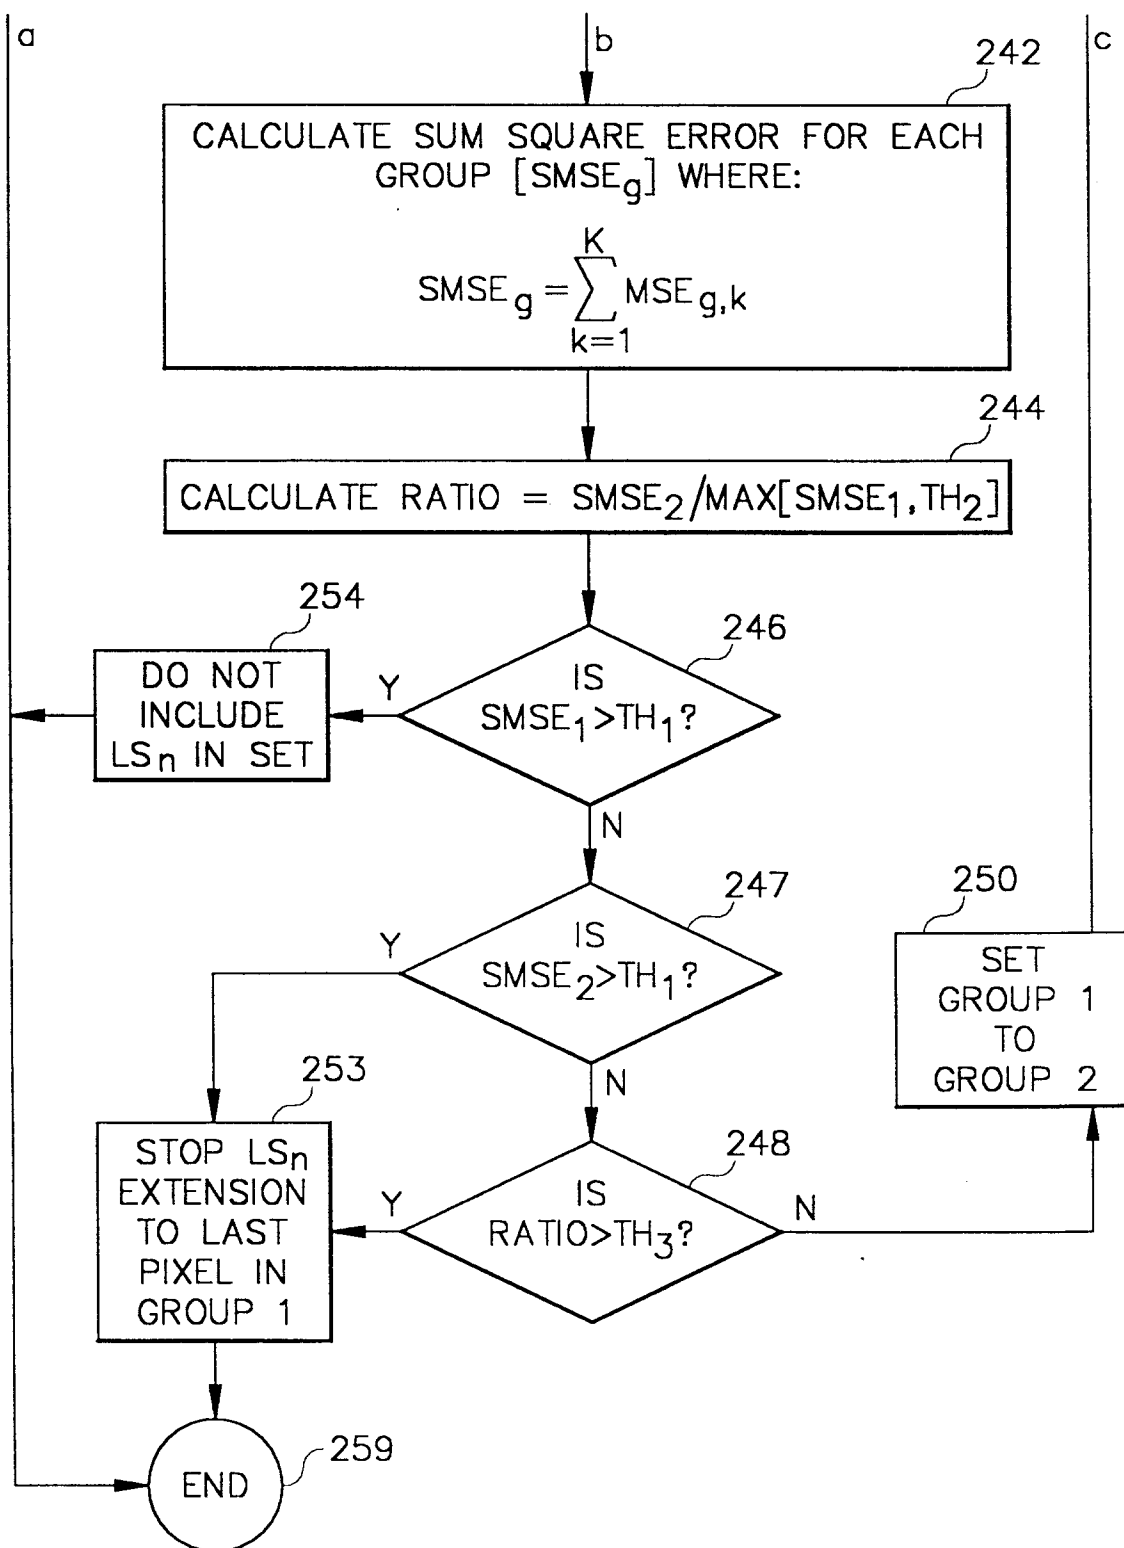 a
b
c
242
CALCULATE SUM SQUARE ERROR FOR EACH
GROUP [SMSEg] WHERE:
K
SMSEg = ∑ MSEg,k
k=1
244
CALCULATE RATIO = SMSE2/MAX[SMSE1,TH2]
254
DO NOT
INCLUDE
LSn IN SET
Y
246
IS
SMSE1>TH1?
N
247
IS
SMSE2>TH1?
Y
N
250
SET
GROUP 1
TO
GROUP 2
253
STOP LSn
EXTENSION
TO LAST
PIXEL IN
GROUP 1
Y
248
IS
RATIO>TH3?
N
END
259